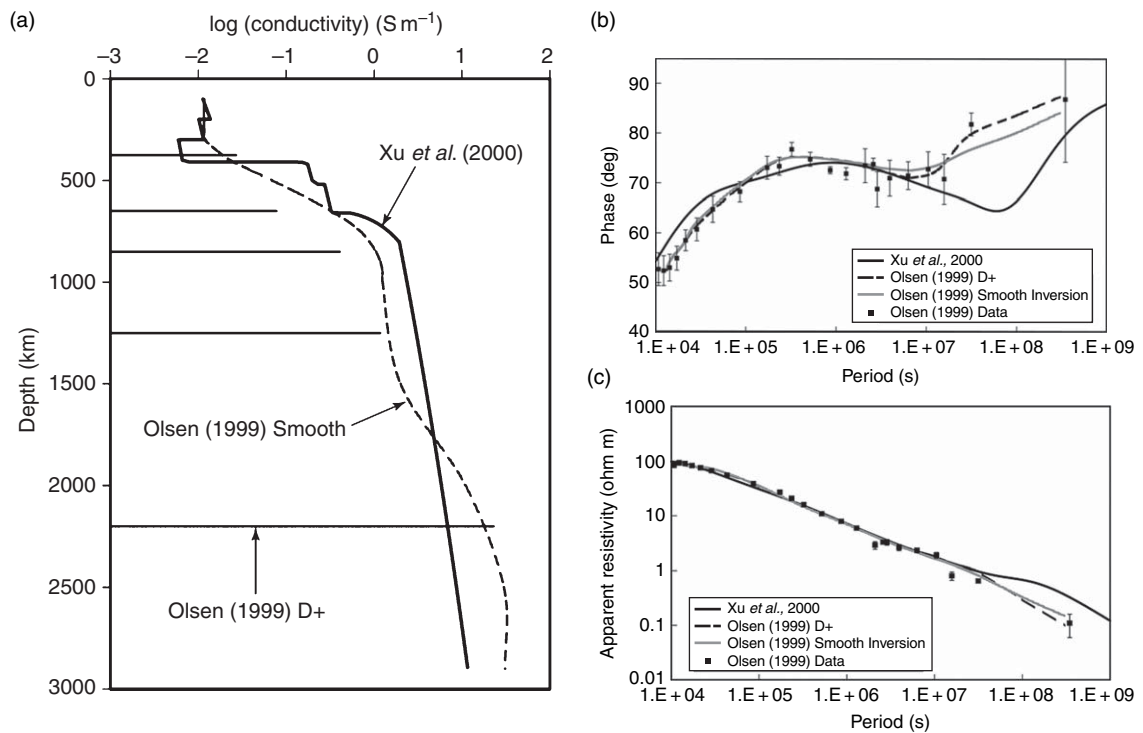 (a)
log (conductivity) (S m−1)
−3 −2 −1 0 1 2
0
500
1000
1500
2000
2500
3000
Depth (km)
Xu et al. (2000)
Olsen (1999) Smooth
Olsen (1999) D+
(b)
90
80
70
60
50
40
Phase (deg)
Xu et al., 2000
Olsen (1999) D+
Olsen (1999) Smooth Inversion
Olsen (1999) Data
1.E + 04 1.E + 05 1.E + 06 1.E + 07 1.E + 08 1.E + 09
Period (s)
(c)
1000
100
10
1
0.1
0.01
Apparent resistivity (ohm m)
Xu et al., 2000
Olsen (1999) D+
Olsen (1999) Smooth Inversion
Olsen (1999) Data
1.E + 04 1.E + 05 1.E + 06 1.E + 07 1.E + 08 1.E + 09
Period (s)